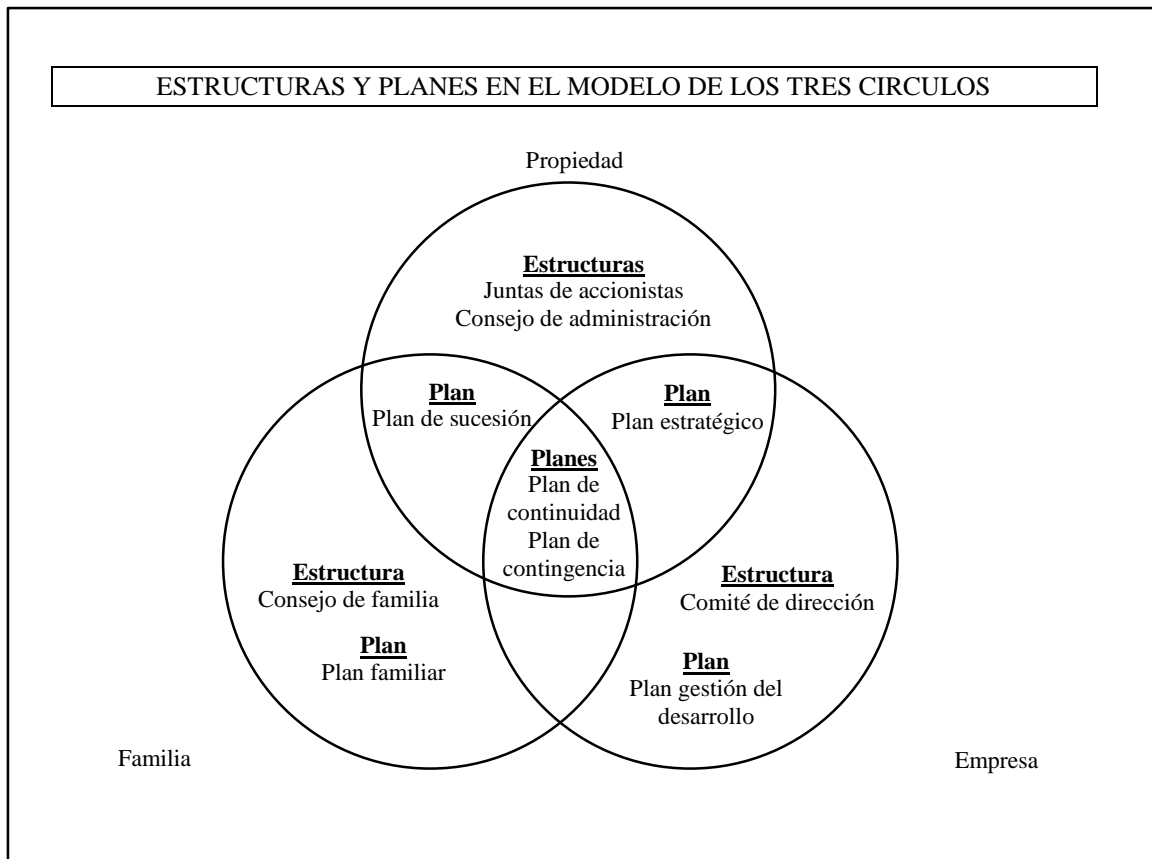 ESTRUCTURAS Y PLANES EN EL MODELO DE LOS TRES CIRCULOS
Propiedad
Estructuras
Juntas de accionistas
Consejo de administración
Plan
Plan de sucesión
Plan
Plan estratégico
Planes
Plan de
continuidad
Plan de
contingencia
Estructura
Consejo de familia
Plan
Plan familiar
Estructura
Comité de dirección
Plan
Plan gestión del
desarrollo
Familia
Empresa